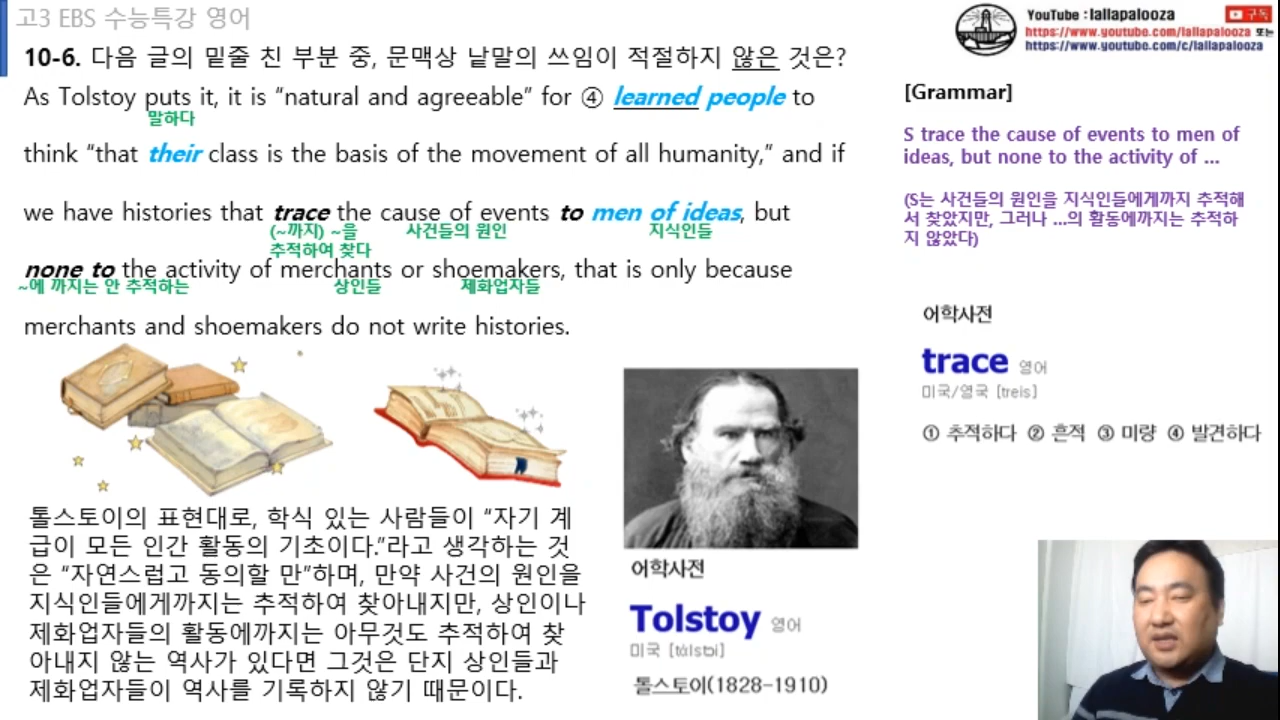 고3 EBS 수능특강 영어
10-6. 다음 글의 밑줄 친 부분 중, 문맥상 낱말의 쓰임이 적절하지 않은 것은?
As Tolstoy puts it, it is “natural and agreeable” for ④ learned people to
말하다
think “that their class is the basis of the movement of all humanity,” and if
we have histories that trace the cause of events to men of ideas, but
(~까지) ~을 사건들의 원인 지식인들
추적하여 찾다
none to the activity of merchants or shoemakers, that is only because
~에 까지는 안 추적하는 상인들 제화업자들
merchants and shoemakers do not write histories.
톨스토이의 표현대로, 학식 있는 사람들이 “자기 계
급이 모든 인간 활동의 기초이다.”라고 생각하는 것
은 “자연스럽고 동의할 만”하며, 만약 사건의 원인을
지식인들에게까지는 추적하여 찾아내지만, 상인이나
제화업자들의 활동에까지는 아무것도 추적하여 찾
아내지 않는 역사가 있다면 그것은 단지 상인들과
제화업자들이 역사를 기록하지 않기 때문이다.
어학사전
Tolstoy 영어
미국 [tálstɔi]
톨스토이(1828-1910)
YouTube : lallapalooza 구독
https://www.youtube.com/lallapalooza 또는
https://www.youtube.com/c/lallapalooza
[Grammar]
S trace the cause of events to men of
ideas, but none to the activity of ...
(S는 사건들의 원인을 지식인들에게까지 추적해
서 찾았지만, 그러나 ...의 활동에까지는 추적하
지 않았다)
어학사전
trace 영어
미국/영국 [treis]
① 추적하다 ② 흔적 ③ 미량 ④ 발견하다